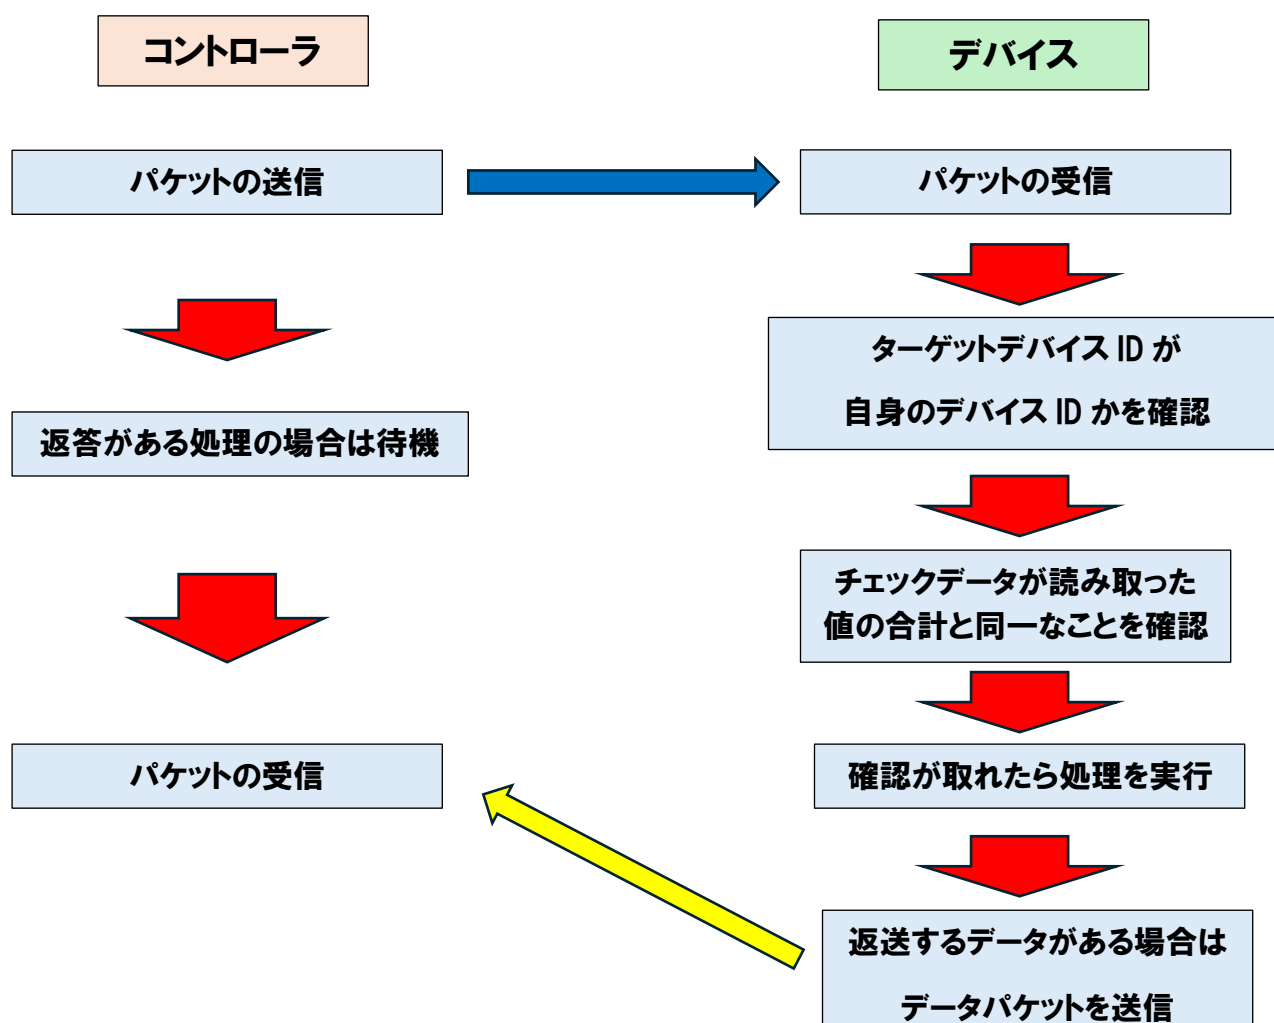 コントローラ
デバイス
パケットの送信
パケットの受信
ターゲットデバイス ID が
自身のデバイス ID かを確認
返答がある処理の場合は待機
チェックデータが読み取った
値の合計と同一なことを確認
パケットの受信
確認が取れたら処理を実行
返送するデータがある場合は
データパケットを送信